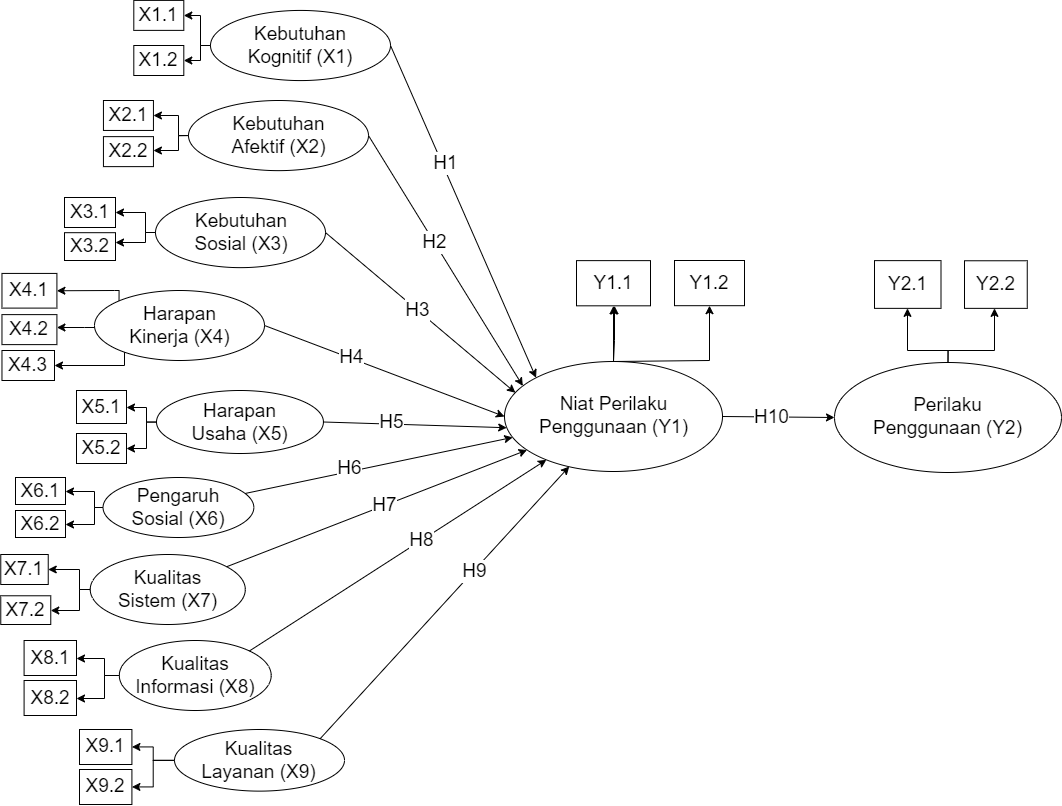 X1.1
X1.2
Kebutuhan
Kognitif (X1)
H1
X2.1
X2.2
Kebutuhan
Afektif (X2)
H2
X3.1
X3.2
Kebutuhan
Sosial (X3)
H3
X4.1
X4.2
X4.3
Harapan
Kinerja (X4)
H4
X5.1
X5.2
Harapan
Usaha (X5)
H5
X6.1
X6.2
Pengaruh
Sosial (X6)
H6
X7.1
X7.2
Kualitas
Sistem (X7)
H7
X8.1
X8.2
Kualitas
Informasi (X8)
H8
X9.1
X9.2
Kualitas
Layanan (X9)
H9
Y1.1
Y1.2
Niat Perilaku
Penggunaan (Y1)
H10
Y2.1
Y2.2
Perilaku
Penggunaan (Y2)